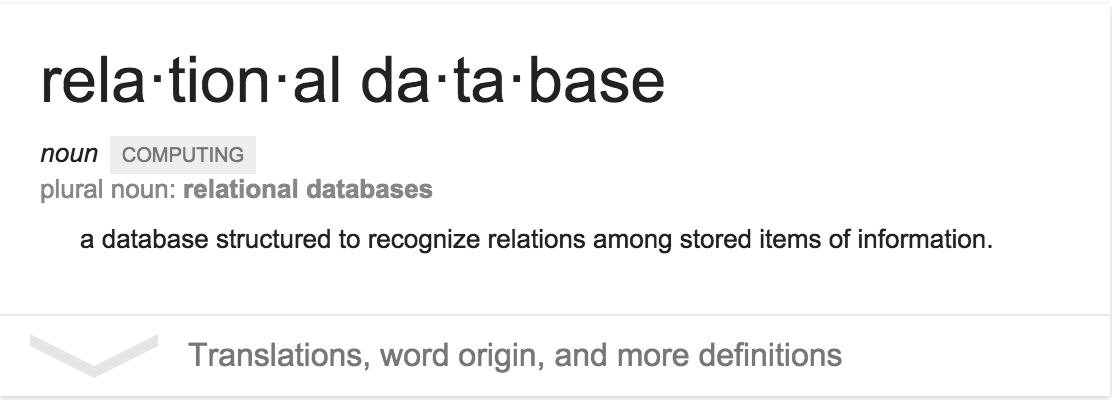 rela·tion·al da·ta·base
noun COMPUTING
plural noun: relational databases
a database structured to recognize relations among stored items of information.
Translations, word origin, and more definitions